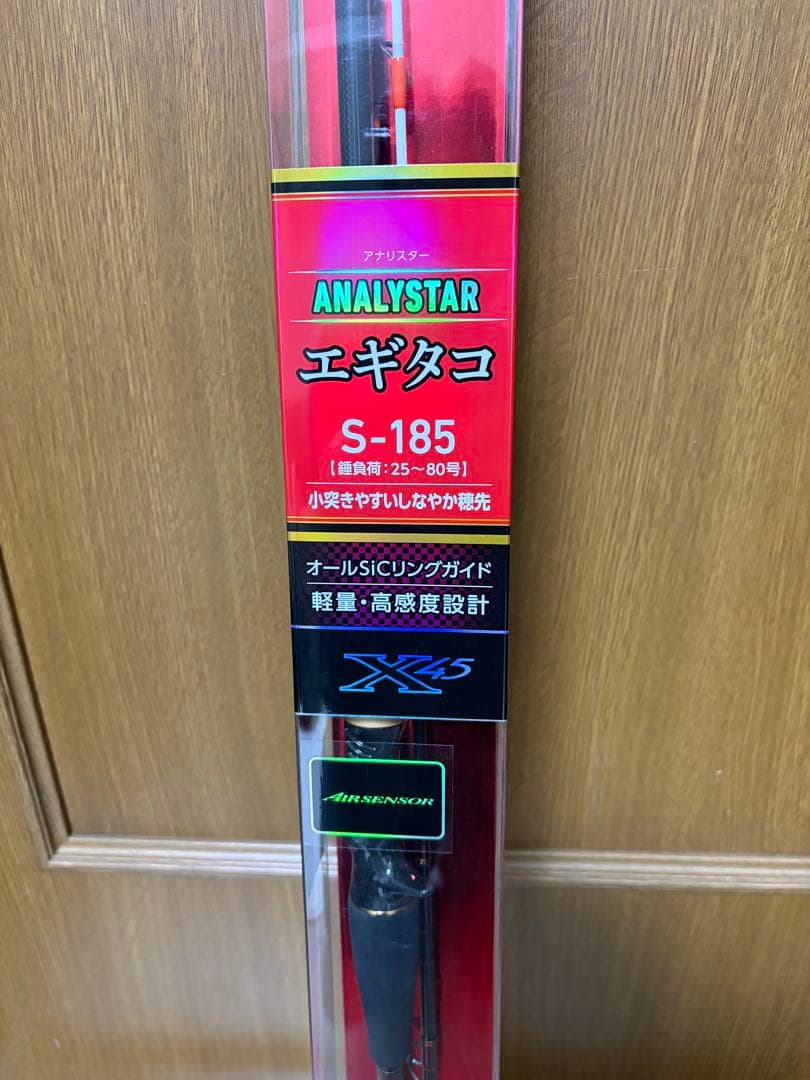 アナリスター
ANALYSTAR
エギタコ
S-185
【錘負荷:25～80号】
小突きやすいしなやか穂先
オールSiCリングガイド
軽量・高感度設計
X45
AIRSENSOR